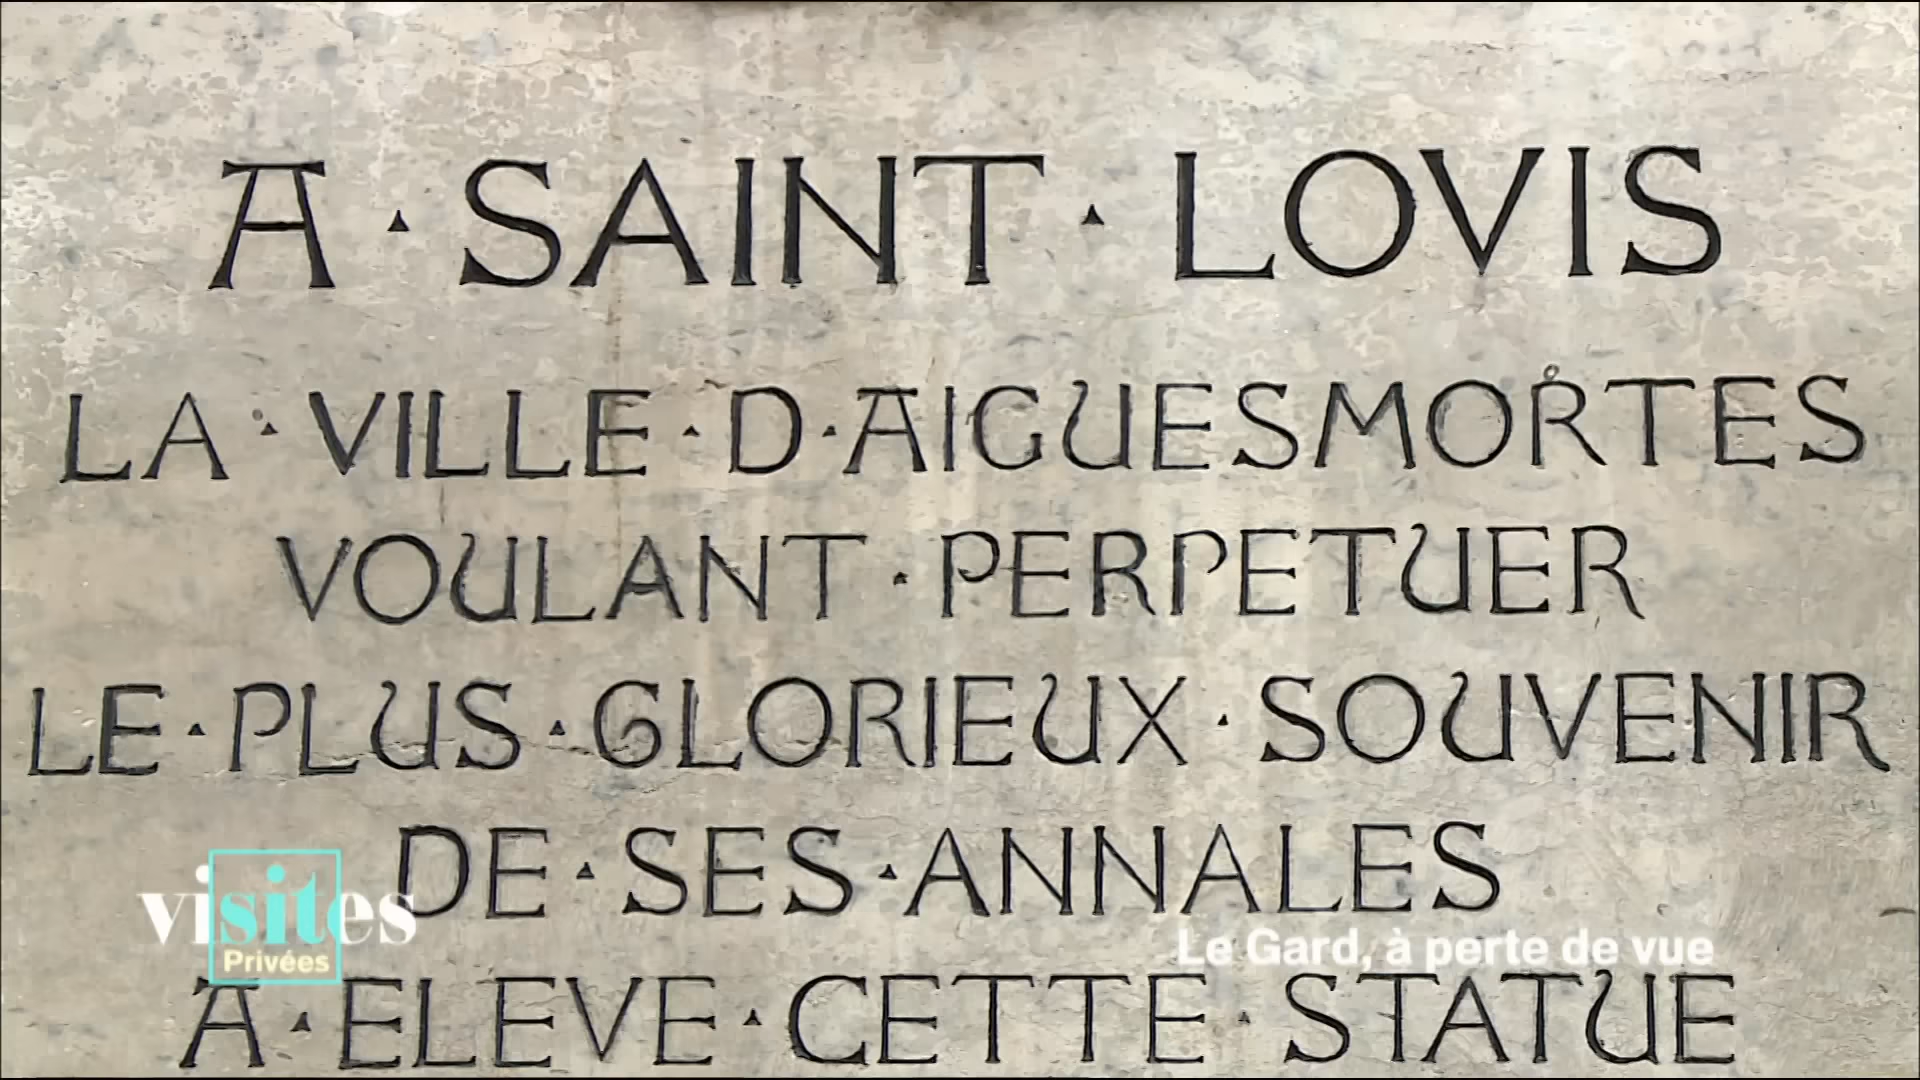 A · SAINT · LOVIS
LA · VILLE · D · AIGUESMORTES
VOULANT · PERPETUER
LE · PLUS · GLORIEUX · SOUVENIR
DE · SES · ANNALES
visites
Privées
Le Gard, à perte de vue
A · ELEVE · CETTE · STATUE